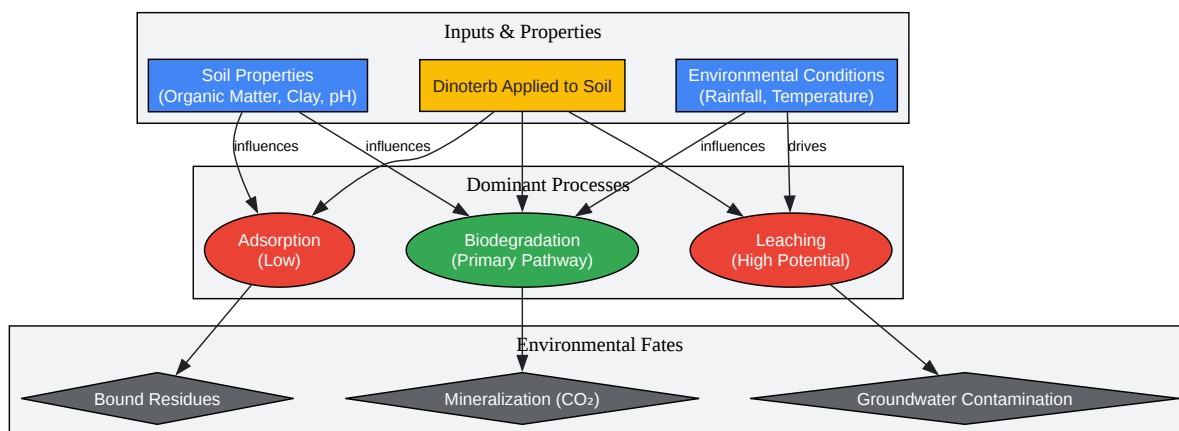 Inputs & Properties
Soil Properties
(Organic Matter, Clay, pH)
Dinoterb Applied to Soil
Environmental Conditions
(Rainfall, Temperature)
influences
influences
influences
drives
Dominant Processes
Adsorption
(Low)
Biodegradation
(Primary Pathway)
Leaching
(High Potential)
Environmental Fates
Bound Residues
Mineralization (CO₂)
Groundwater Contamination